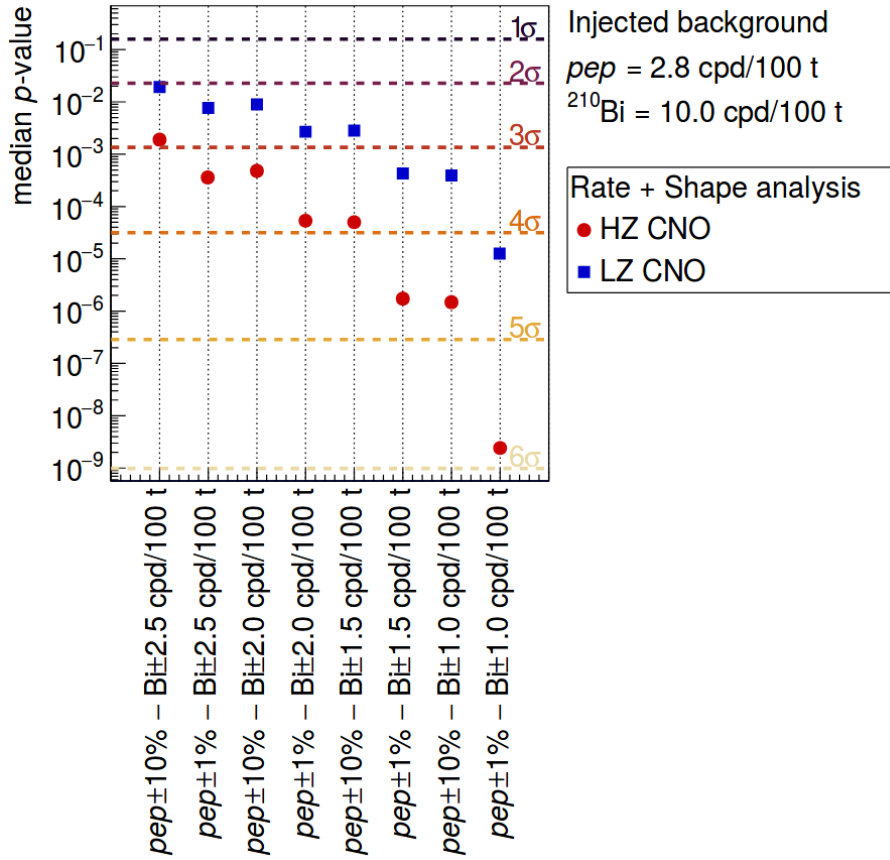 median p-value
10⁻¹
10⁻²
10⁻³
10⁻⁴
10⁻⁵
10⁻⁶
10⁻⁷
10⁻⁸
10⁻⁹
1σ
2σ
3σ
4σ
5σ
6σ
pep±10% − Bi±2.5 cpd/100 t
pep±1% − Bi±2.5 cpd/100 t
pep±10% − Bi±2.0 cpd/100 t
pep±1% − Bi±2.0 cpd/100 t
pep±10% − Bi±1.5 cpd/100 t
pep±1% − Bi±1.5 cpd/100 t
pep±10% − Bi±1.0 cpd/100 t
pep±1% − Bi±1.0 cpd/100 t
Injected background
pep = 2.8 cpd/100 t
²¹⁰Bi = 10.0 cpd/100 t
Rate + Shape analysis
HZ CNO
LZ CNO